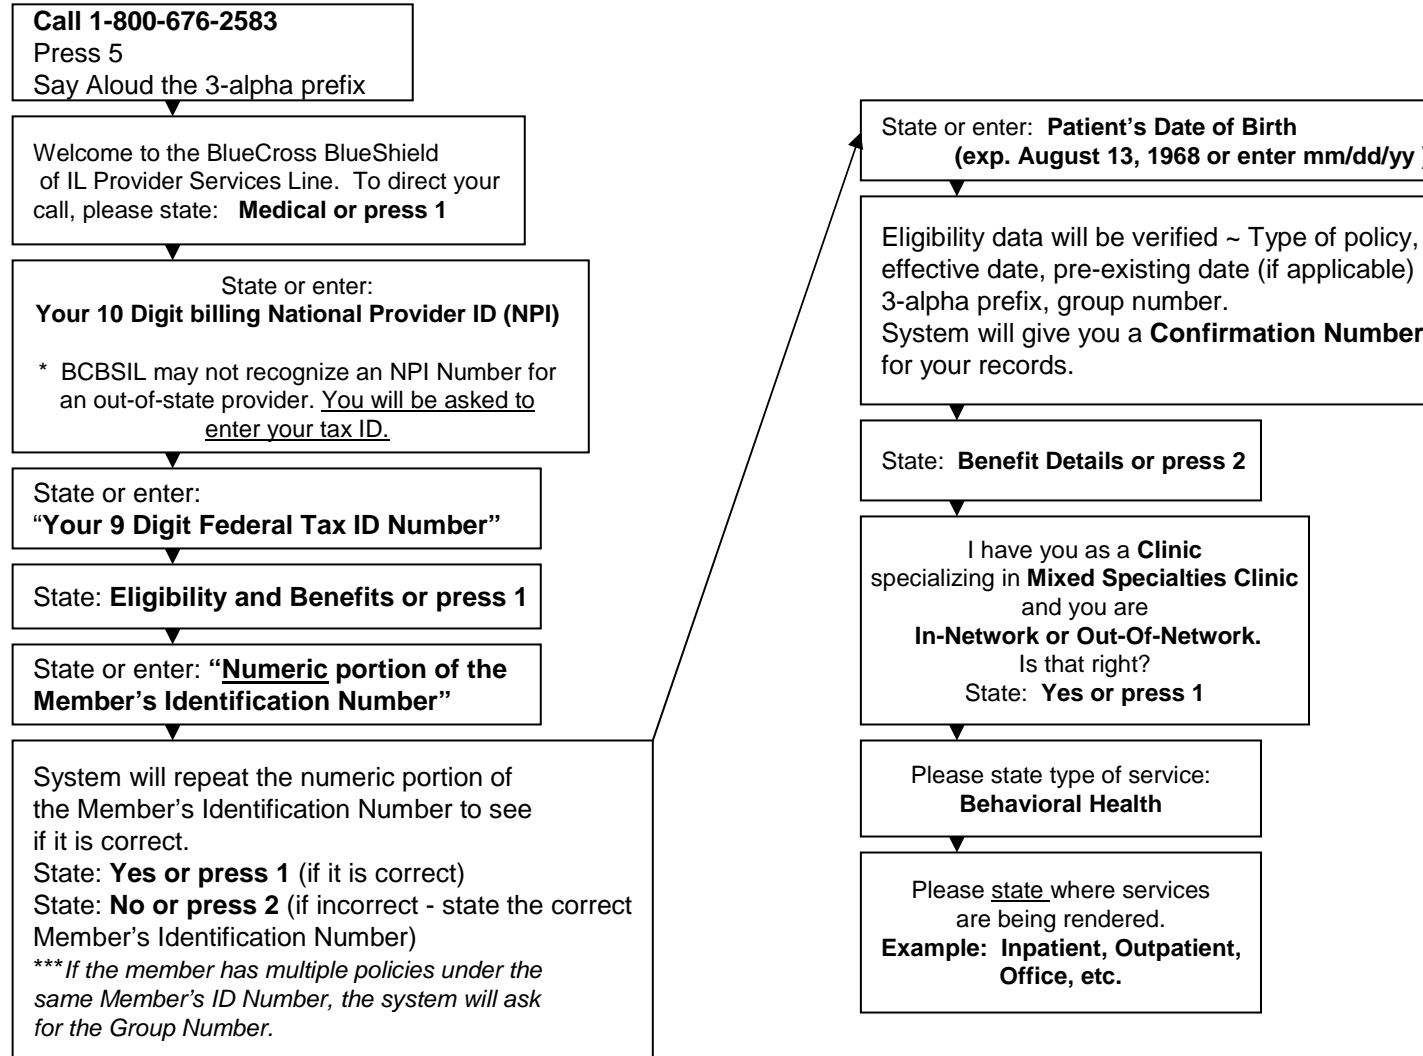 Call 1-800-676-2583
Press 5
Say Aloud the 3-alpha prefix
Welcome to the BlueCross BlueShield
of IL Provider Services Line. To direct your
call, please state: Medical or press 1
State or enter:
Your 10 Digit billing National Provider ID (NPI)
* BCBSIL may not recognize an NPI Number for
an out-of-state provider. You will be asked to
enter your tax ID.
State or enter:
“Your 9 Digit Federal Tax ID Number”
State: Eligibility and Benefits or press 1
State or enter: “Numeric portion of the
Member’s Identification Number”
System will repeat the numeric portion of
the Member’s Identification Number to see
if it is correct.
State: Yes or press 1 (if it is correct)
State: No or press 2 (if incorrect - state the correct
Member’s Identification Number)
***If the member has multiple policies under the
same Member’s ID Number, the system will ask
for the Group Number.
State or enter: Patient’s Date of Birth
(exp. August 13, 1968 or enter mm/dd/yy )
Eligibility data will be verified ~ Type of policy,
effective date, pre-existing date (if applicable)
3-alpha prefix, group number.
System will give you a Confirmation Number
for your records.
State: Benefit Details or press 2
I have you as a Clinic
specializing in Mixed Specialties Clinic
and you are
In-Network or Out-Of-Network.
Is that right?
State: Yes or press 1
Please state type of service:
Behavioral Health
Please state where services
are being rendered.
Example: Inpatient, Outpatient,
Office, etc.